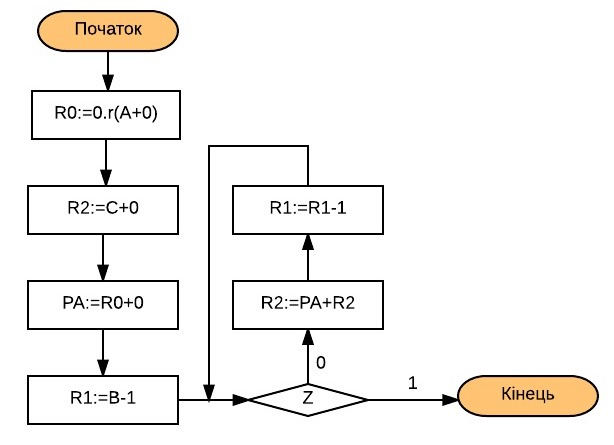 Початок
R0:=0.r(A+0)
R2:=C+0
PA:=R0+0
R1:=B-1
R1:=R1-1
R2:=PA+R2
0
Z
1
Кінець